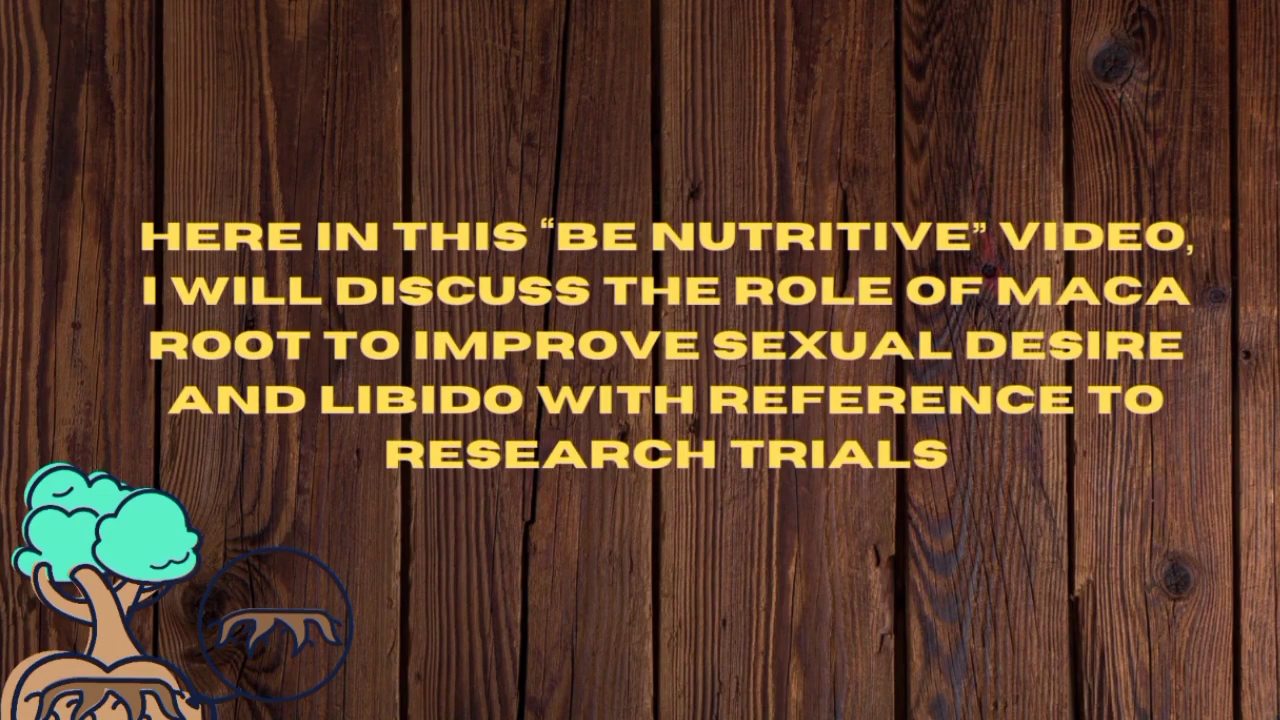 HERE IN THIS “BE NUTRITIVE” VIDEO,
I WILL DISCUSS THE ROLE OF MACA
ROOT TO IMPROVE SEXUAL DESIRE
AND LIBIDO WITH REFERENCE TO
RESEARCH TRIALS